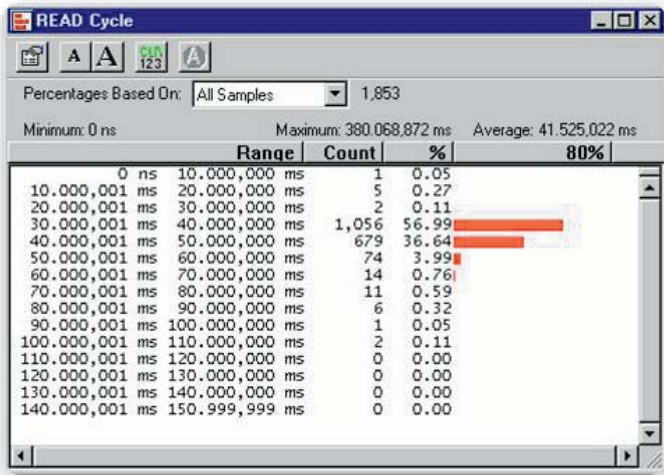 READ Cycle
A A CLR 123 A
Percentages Based On: All Samples 1,853
Minimum: 0 ns Maximum: 380.068,872 ms Average: 41.525,022 ms
Range Count % 80%
0 ns 10.000,000 ms 1 0.05
10.000,001 ms 20.000,000 ms 5 0.27
20.000,001 ms 30.000,000 ms 2 0.11
30.000,001 ms 40.000,000 ms 1,056 56.99
40.000,001 ms 50.000,000 ms 679 36.64
50.000,001 ms 60.000,000 ms 74 3.99
60.000,001 ms 70.000,000 ms 14 0.76
70.000,001 ms 80.000,000 ms 11 0.59
80.000,001 ms 90.000,000 ms 6 0.32
90.000,001 ms 100.000,000 ms 1 0.05
100.000,001 ms 110.000,000 ms 2 0.11
110.000,001 ms 120.000,000 ms 0 0.00
120.000,001 ms 130.000,000 ms 0 0.00
130.000,001 ms 140.000,000 ms 0 0.00
140.000,001 ms 150.999,999 ms 0 0.00